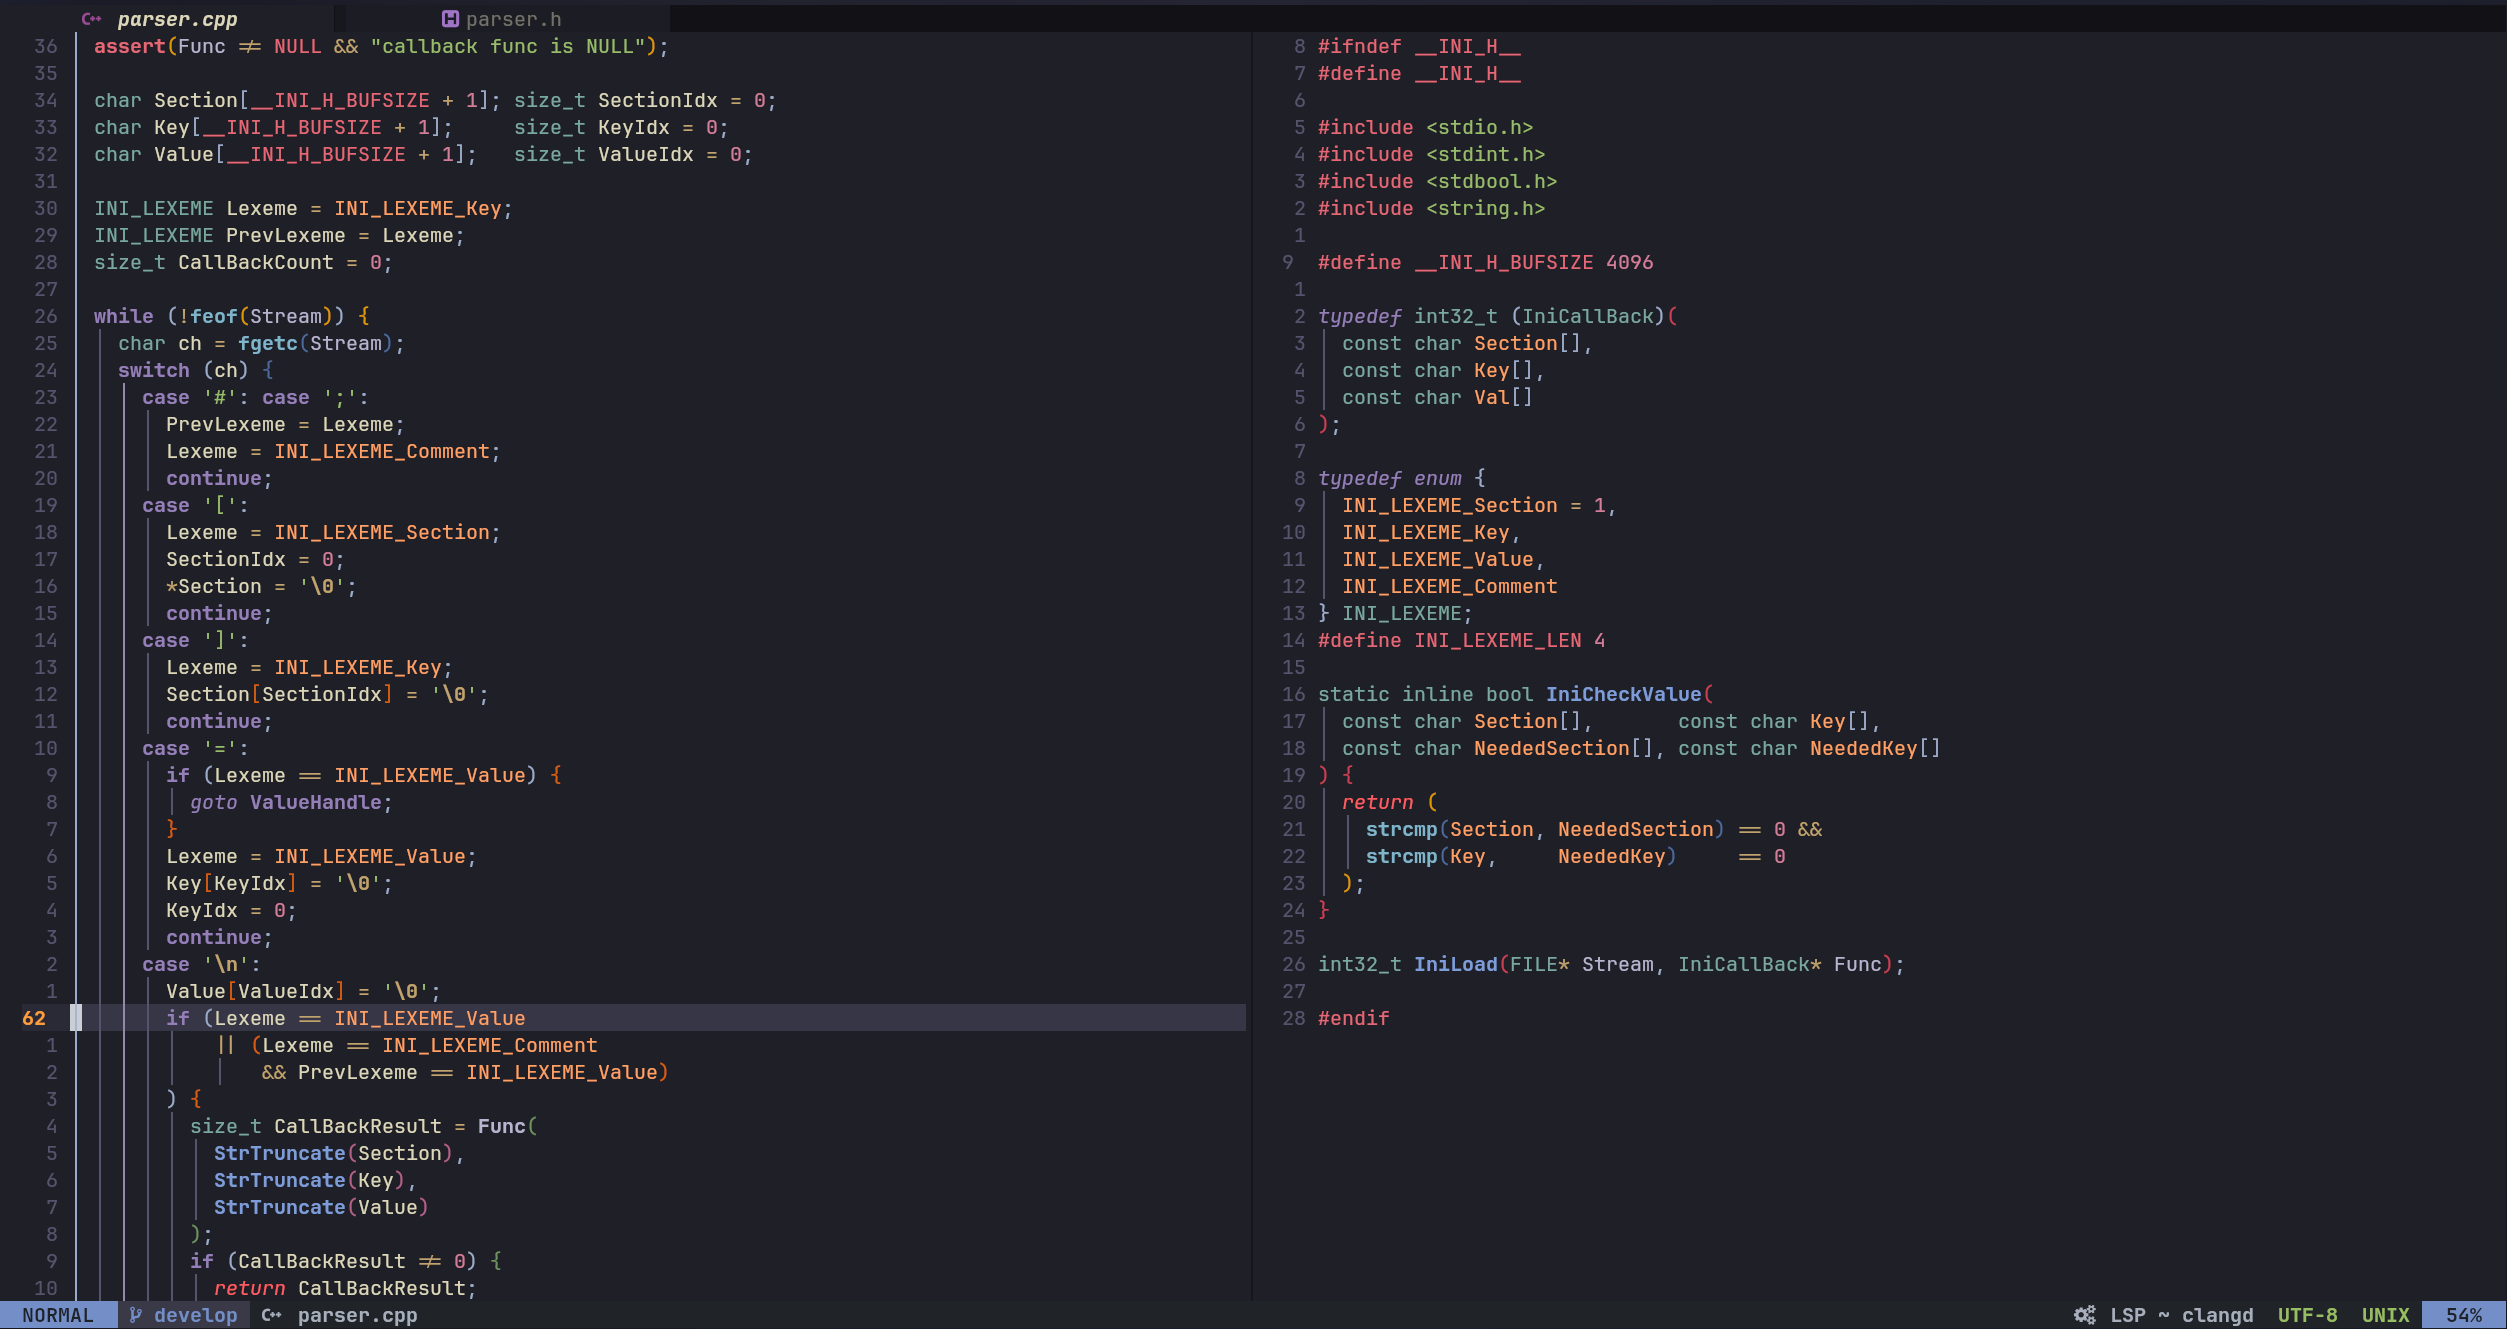 parser.cpp parser.h
36 assert(Func != NULL && "callback func is NULL");
35
34 char Section[__INI_H_BUFSIZE + 1]; size_t SectionIdx = 0;
33 char Key[__INI_H_BUFSIZE + 1];     size_t KeyIdx = 0;
32 char Value[__INI_H_BUFSIZE + 1];   size_t ValueIdx = 0;
31
30 INI_LEXEME Lexeme = INI_LEXEME_Key;
29 INI_LEXEME PrevLexeme = Lexeme;
28 size_t CallBackCount = 0;
27
26 while (!feof(Stream)) {
25   char ch = fgetc(Stream);
24   switch (ch) {
23     case '#': case ';':
22       PrevLexeme = Lexeme;
21       Lexeme = INI_LEXEME_Comment;
20       continue;
19     case '[':
18       Lexeme = INI_LEXEME_Section;
17       SectionIdx = 0;
16       *Section = '\0';
15       continue;
14     case ']':
13       Lexeme = INI_LEXEME_Key;
12       Section[SectionIdx] = '\0';
11       continue;
10     case '=':
9       if (Lexeme == INI_LEXEME_Value) {
8         goto ValueHandle;
7       }
6       Lexeme = INI_LEXEME_Value;
5       Key[KeyIdx] = '\0';
4       KeyIdx = 0;
3       continue;
2     case '\n':
1       Value[ValueIdx] = '\0';
62       if (Lexeme == INI_LEXEME_Value
1           || (Lexeme == INI_LEXEME_Comment
2               && PrevLexeme == INI_LEXEME_Value)
3       ) {
4         size_t CallBackResult = Func(
5           StrTruncate(Section),
6           StrTruncate(Key),
7           StrTruncate(Value)
8         );
9         if (CallBackResult != 0) {
10           return CallBackResult;
8 #ifndef __INI_H__
7 #define __INI_H__
6
5 #include <stdio.h>
4 #include <stdint.h>
3 #include <stdbool.h>
2 #include <string.h>
1
9 #define __INI_H_BUFSIZE 4096
1
2 typedef int32_t (IniCallBack)(
3   const char Section[],
4   const char Key[],
5   const char Val[]
6 );
7
8 typedef enum {
9   INI_LEXEME_Section = 1,
10   INI_LEXEME_Key,
11   INI_LEXEME_Value,
12   INI_LEXEME_Comment
13 } INI_LEXEME;
14 #define INI_LEXEME_LEN 4
15
16 static inline bool IniCheckValue(
17   const char Section[],       const char Key[],
18   const char NeededSection[], const char NeededKey[]
19 ) {
20   return (
21     strcmp(Section, NeededSection) == 0 &&
22     strcmp(Key,     NeededKey)     == 0
23   );
24 }
25
26 int32_t IniLoad(FILE* Stream, IniCallBack* Func);
27
28 #endif
NORMAL develop C++ parser.cpp LSP ~ clangd UTF-8 UNIX 54%